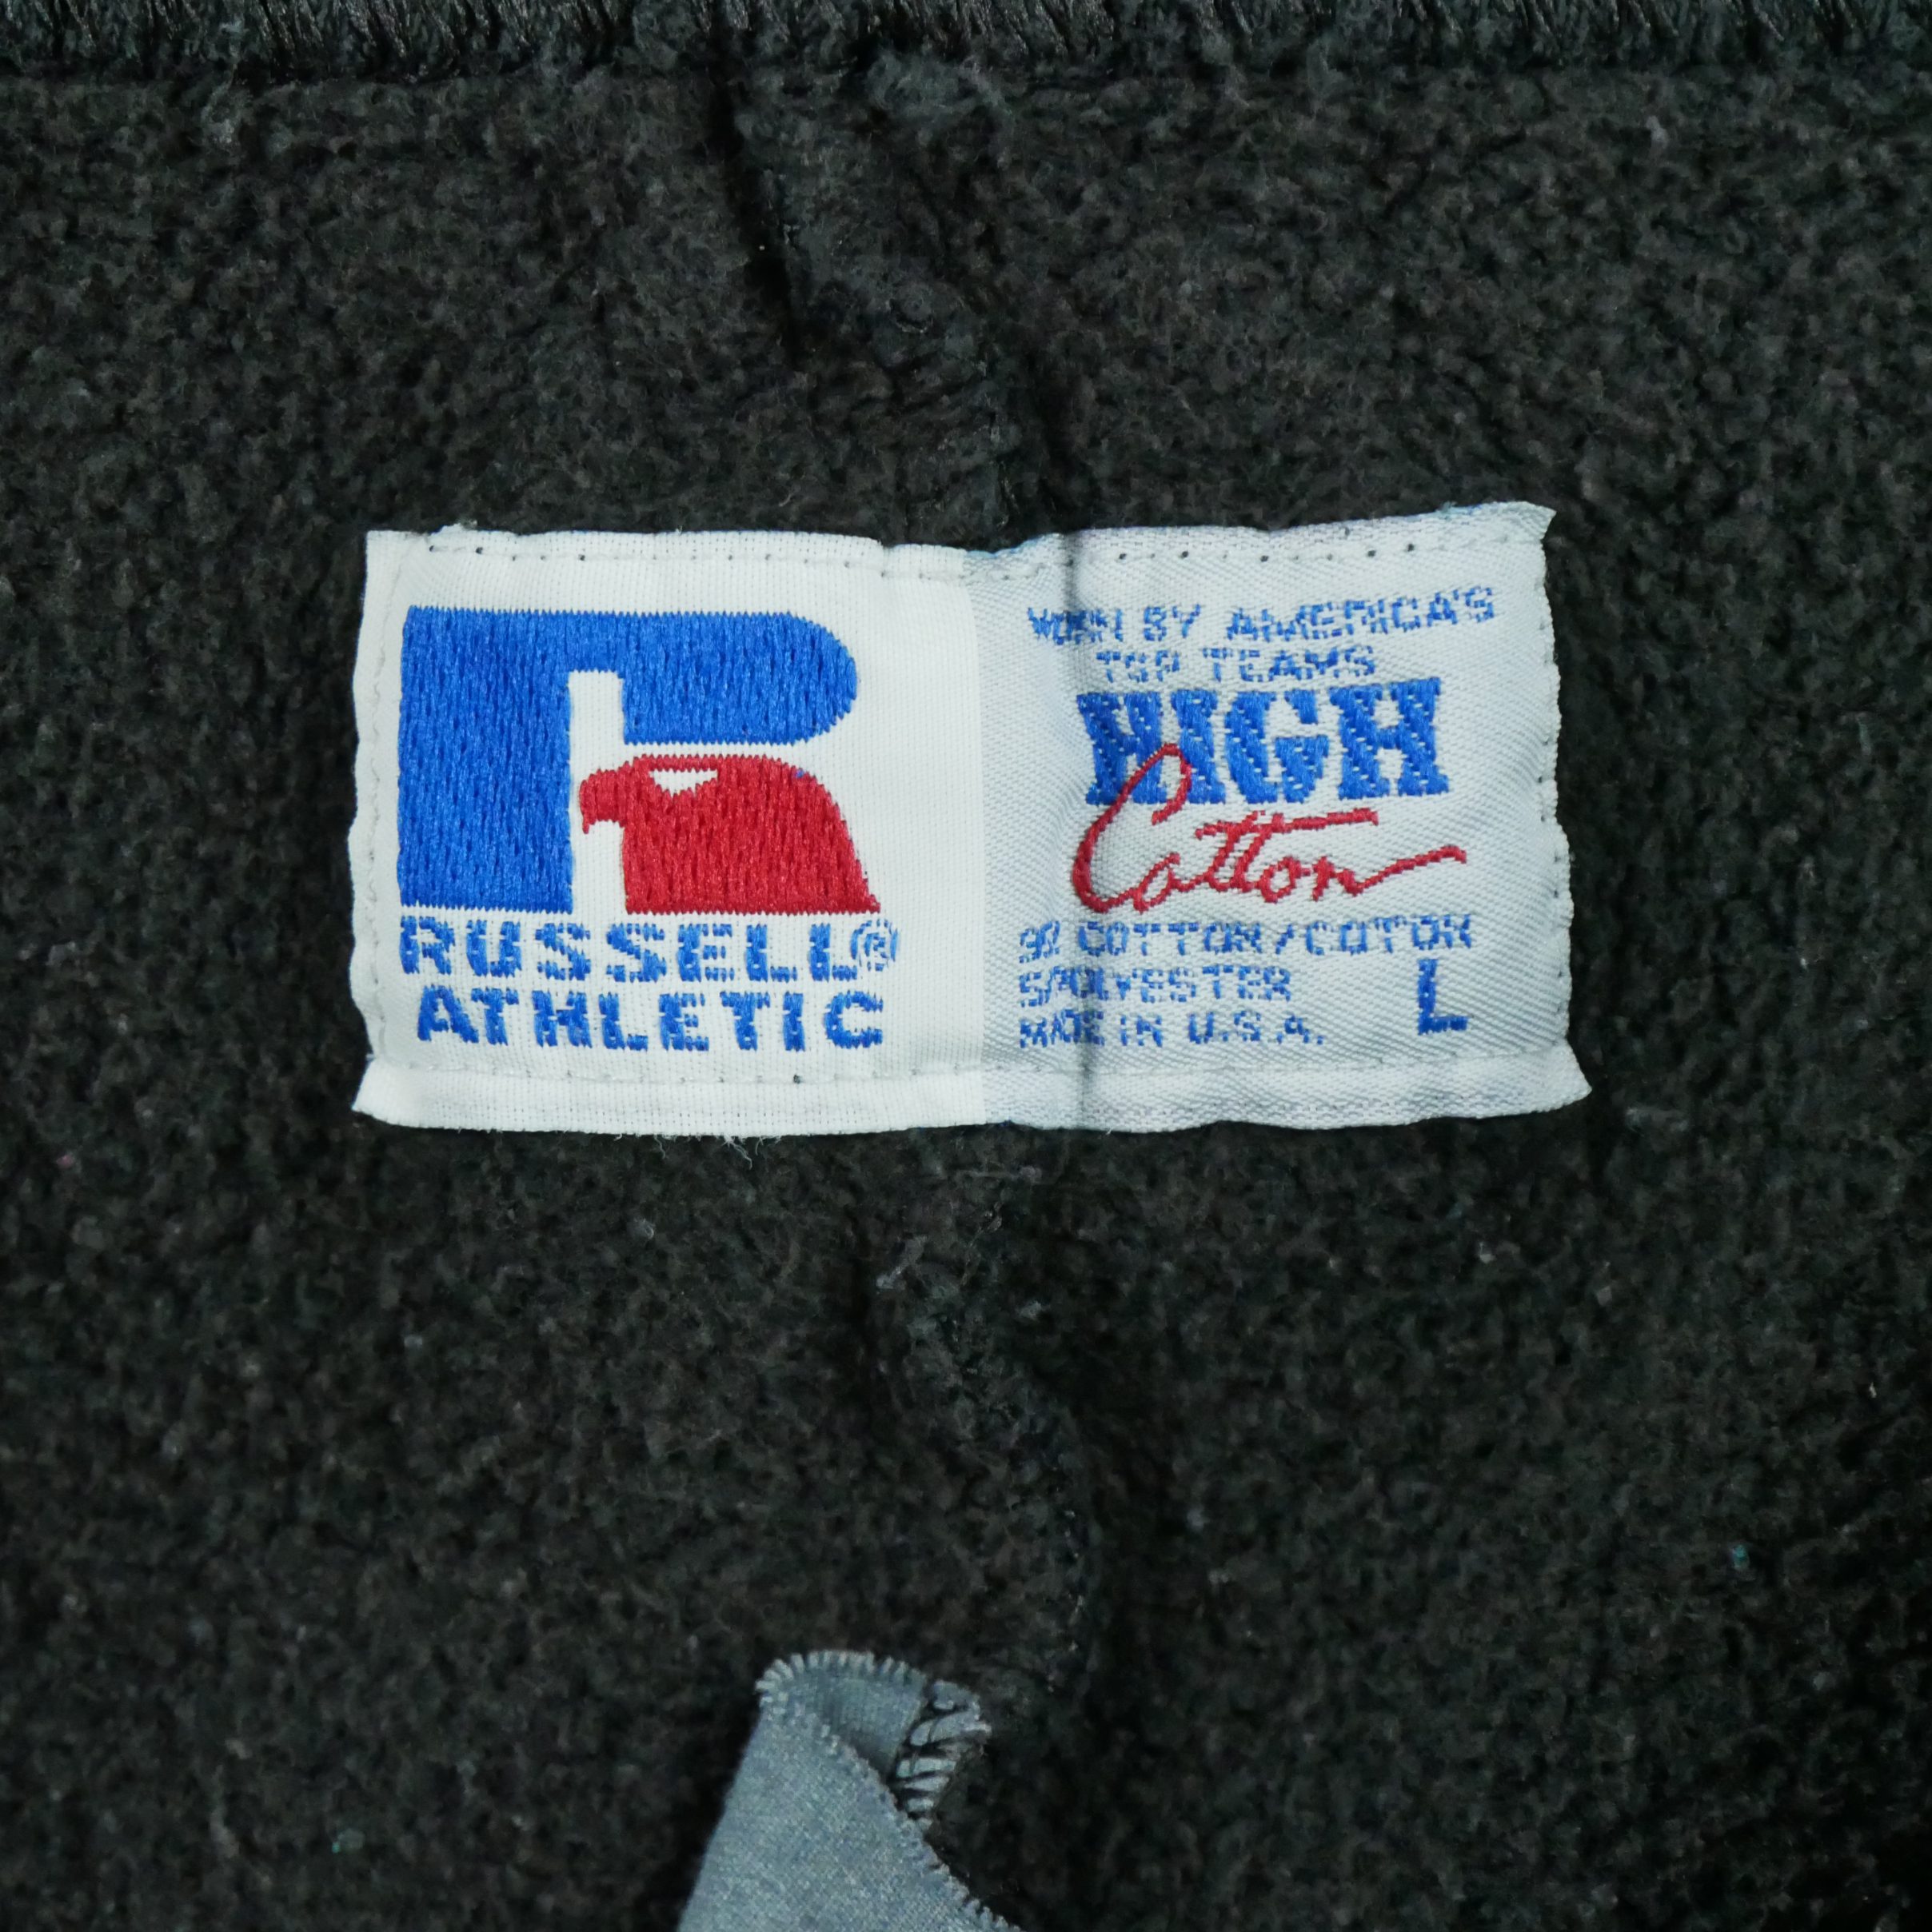 RUSSELL®
ATHLETIC
WORN BY AMERICA'S
TOP TEAMS
HIGH
Cotton
COTTON/COTON
POLYESTER
MADE IN U.S.A.
L